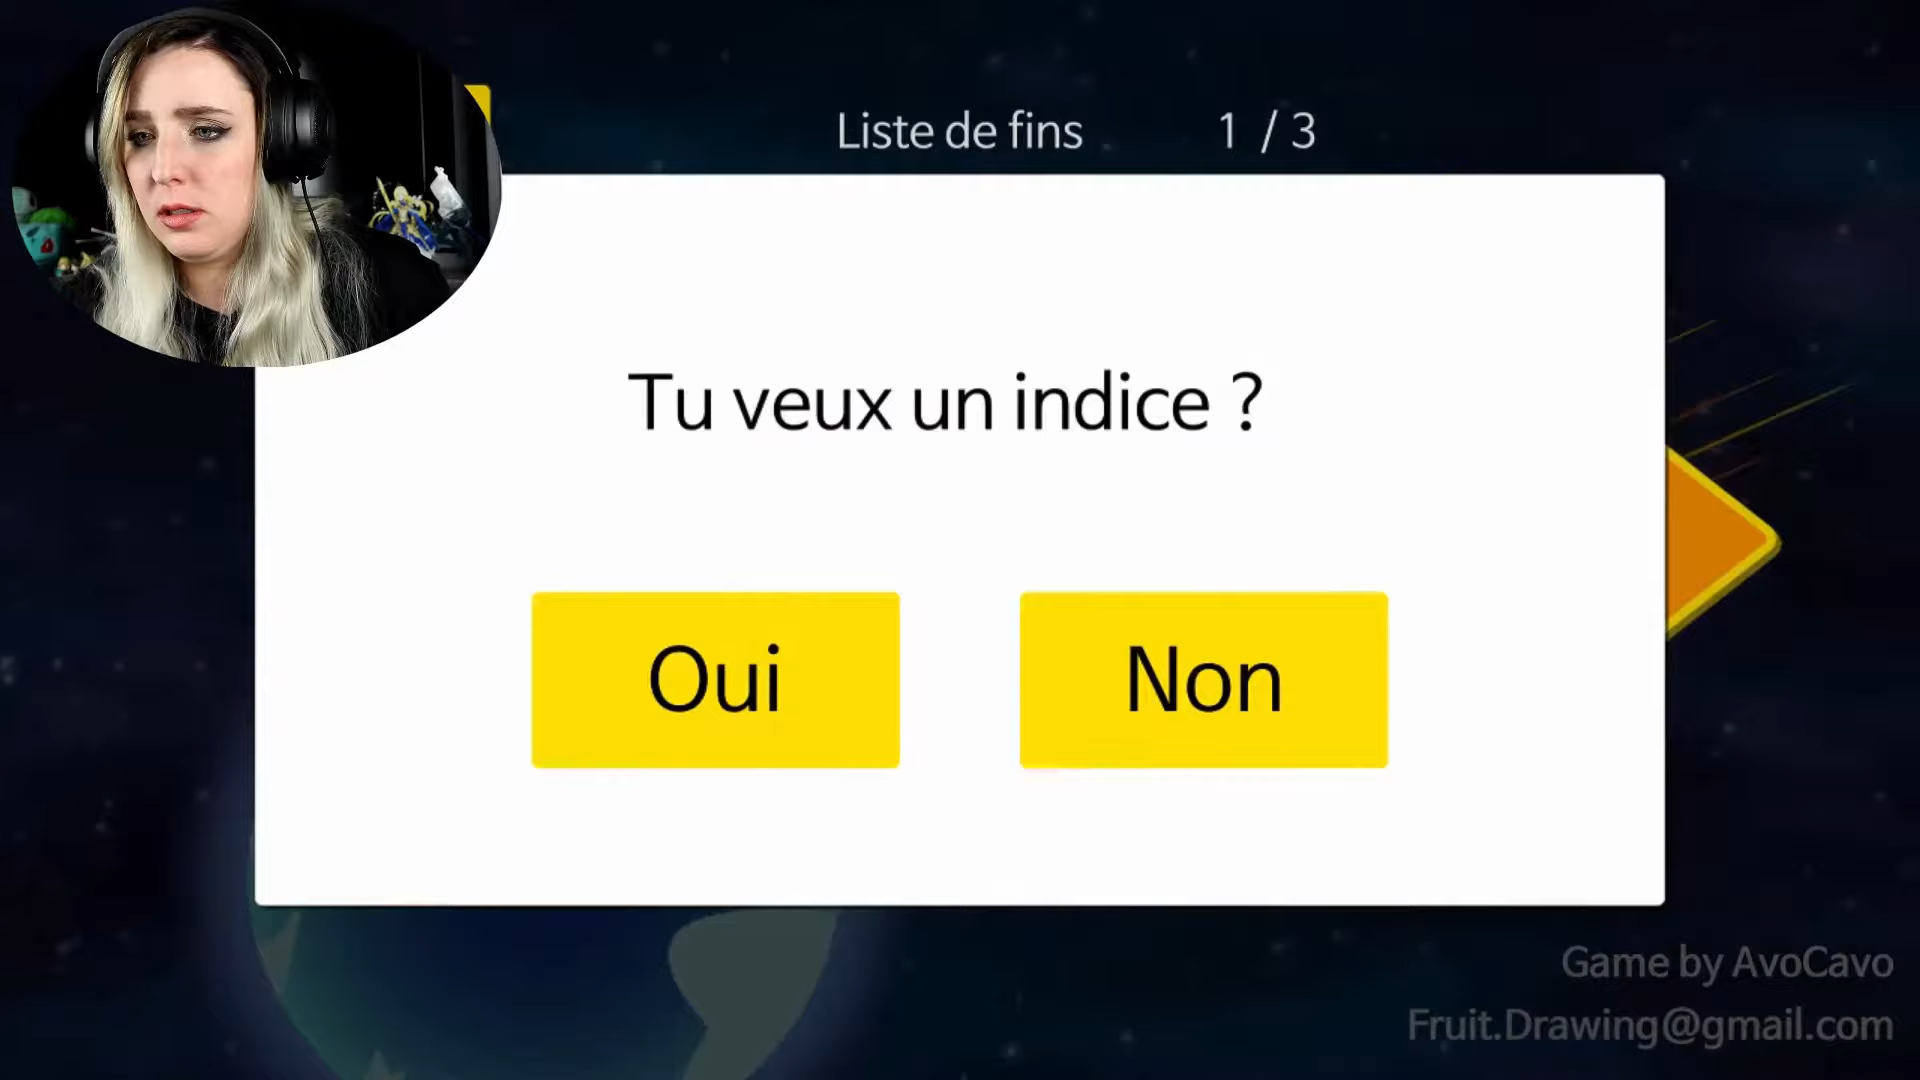 Liste de fins 1 / 3
Tu veux un indice ?
Oui Non
Game by AvoCavo
Fruit.Drawing@gmail.com